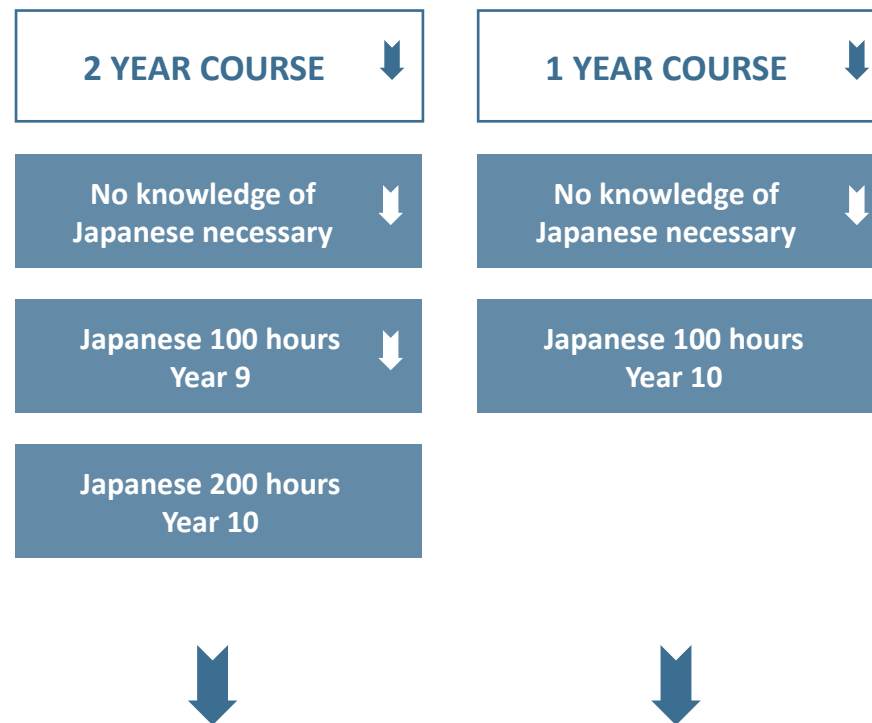 2 YEAR COURSE
No knowledge of
Japanese necessary
Japanese 100 hours
Year 9
Japanese 200 hours
Year 10
1 YEAR COURSE
No knowledge of
Japanese necessary
Japanese 100 hours
Year 10